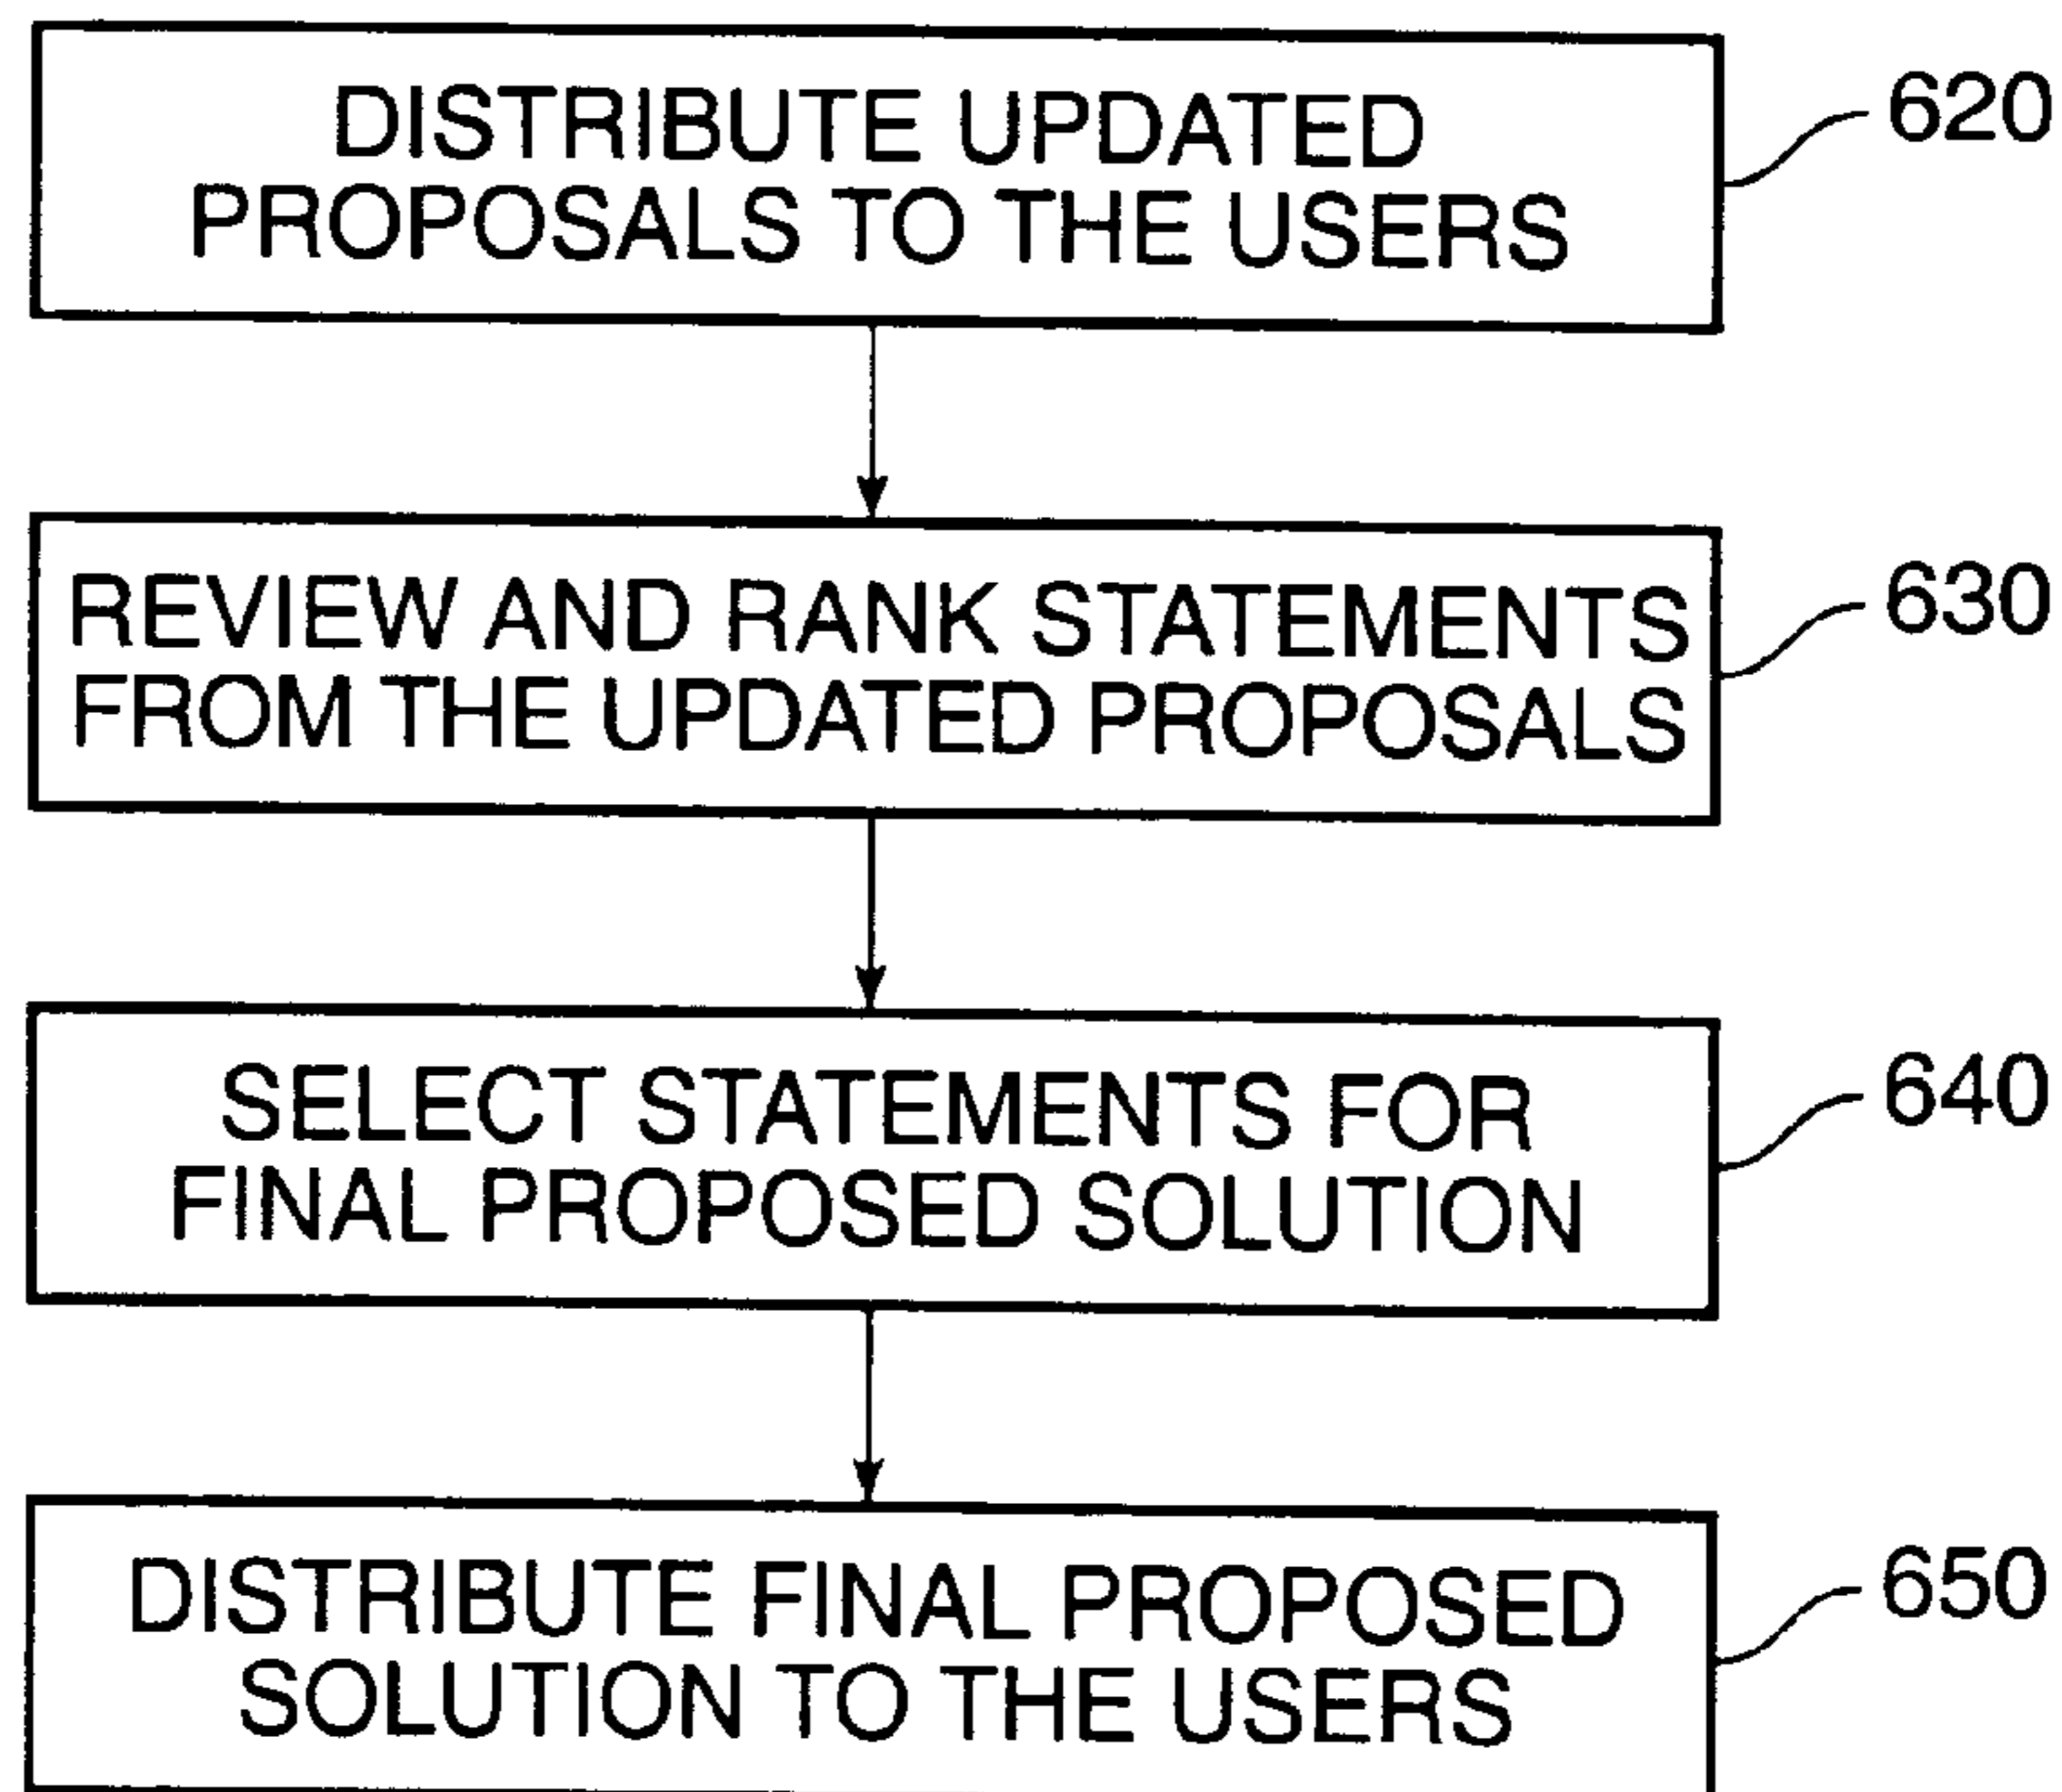 DISTRIBUTE UPDATED
PROPOSALS TO THE USERS
620
REVIEW AND RANK STATEMENTS
FROM THE UPDATED PROPOSALS
630
SELECT STATEMENTS FOR
FINAL PROPOSED SOLUTION
640
DISTRIBUTE FINAL PROPOSED
SOLUTION TO THE USERS
650